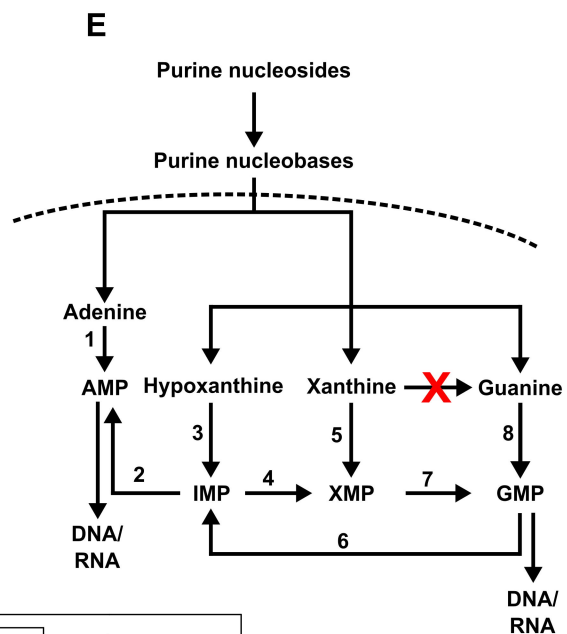 E
Purine nucleosides
Purine nucleobases
Adenine
1
AMP
Hypoxanthine
Xanthine
X
Guanine
3
5
8
2
IMP
4
XMP
7
GMP
6
DNA/
RNA
DNA/
RNA